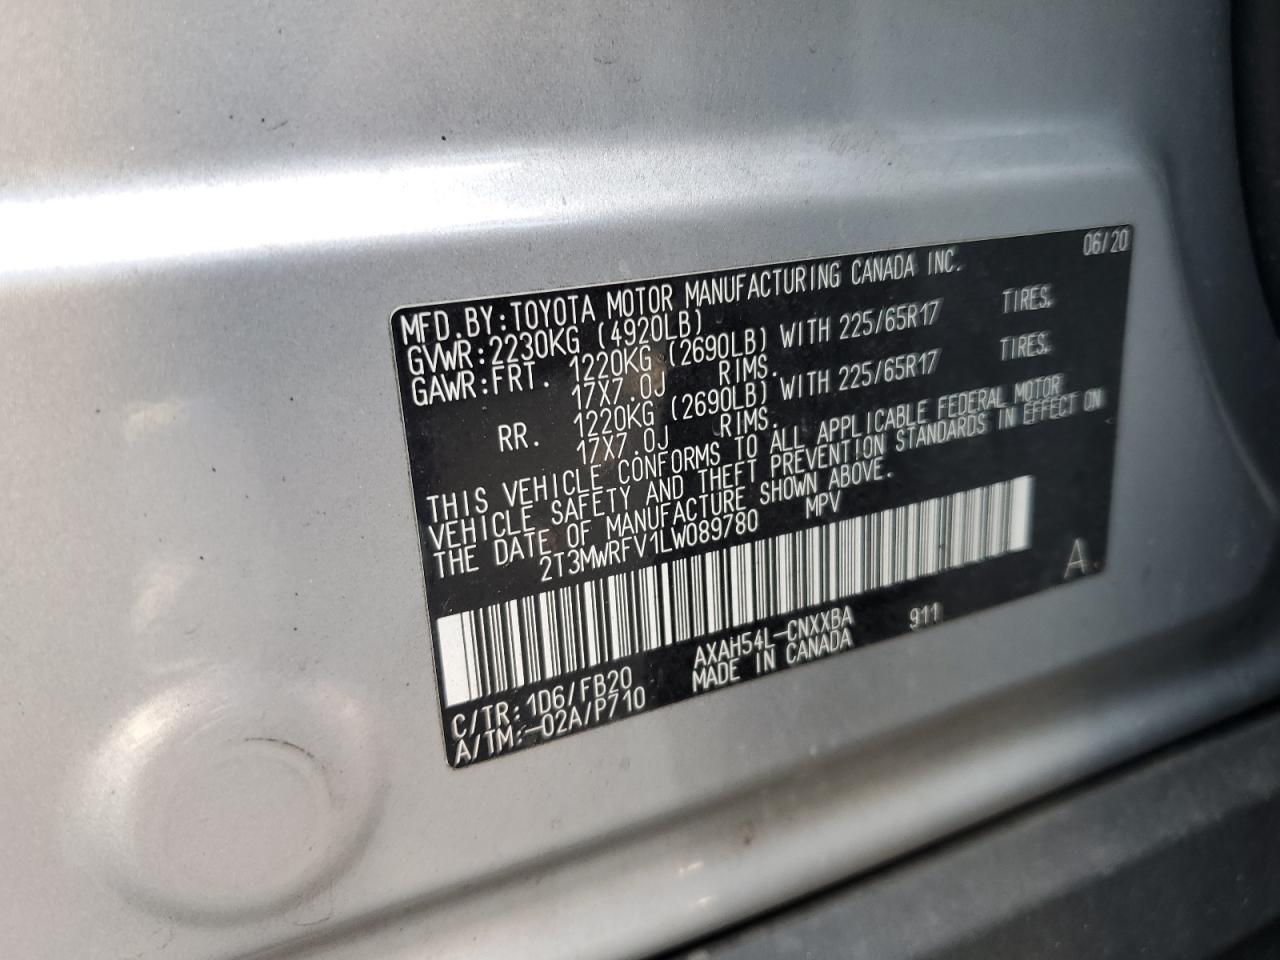 06/20
MFD.BY:TOYOTA MOTOR MANUFACTURING CANADA INC.
GVWR:2230KG (4920LB)
GAWR:FRT. 1220KG (2690LB) WITH 225/65R17 TIRES,
17X7.0J RIMS.
RR. 1220KG (2690LB) WITH 225/65R17 TIRES,
17X7.0J RIMS.
THIS VEHICLE CONFORMS TO ALL APPLICABLE FEDERAL MOTOR
VEHICLE SAFETY AND THEFT PREVENTION STANDARDS IN EFFECT ON
THE DATE OF MANUFACTURE SHOWN ABOVE.
2T3MWRFV1LW089780 MPV
A
C/TR:1D6/FB20 AXAH54L-CNXXBA 911
A/TM:-02A/P710 MADE IN CANADA